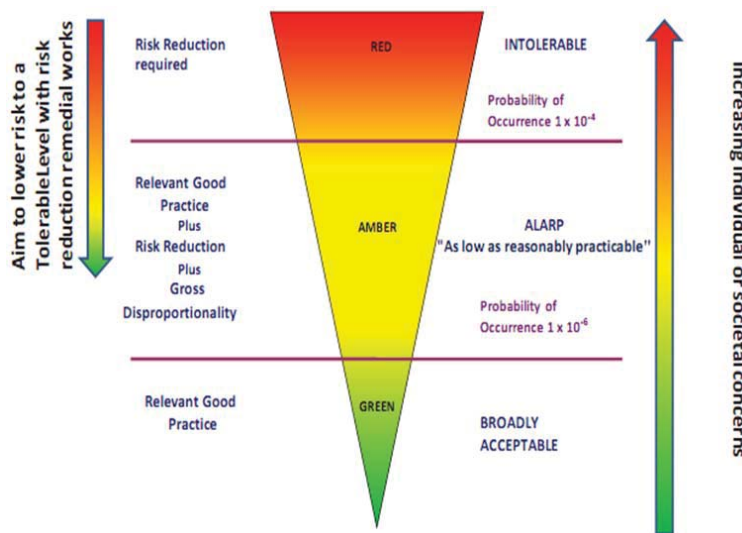 Aim to lower risk to a
Tolerable Level with risk
reduction remedial works
Risk Reduction
required
RED
INTOLERABLE
Probability of
Occurrence 1 x 10⁻⁴
Relevant Good
Practice
Plus
Risk Reduction
Plus
Gross
Disproportionality
AMBER
ALARP
"As low as reasonably practicable"
Probability of
Occurrence 1 x 10⁻⁶
Relevant Good
Practice
GREEN
BROADLY
ACCEPTABLE
Increasing individual or societal concerns